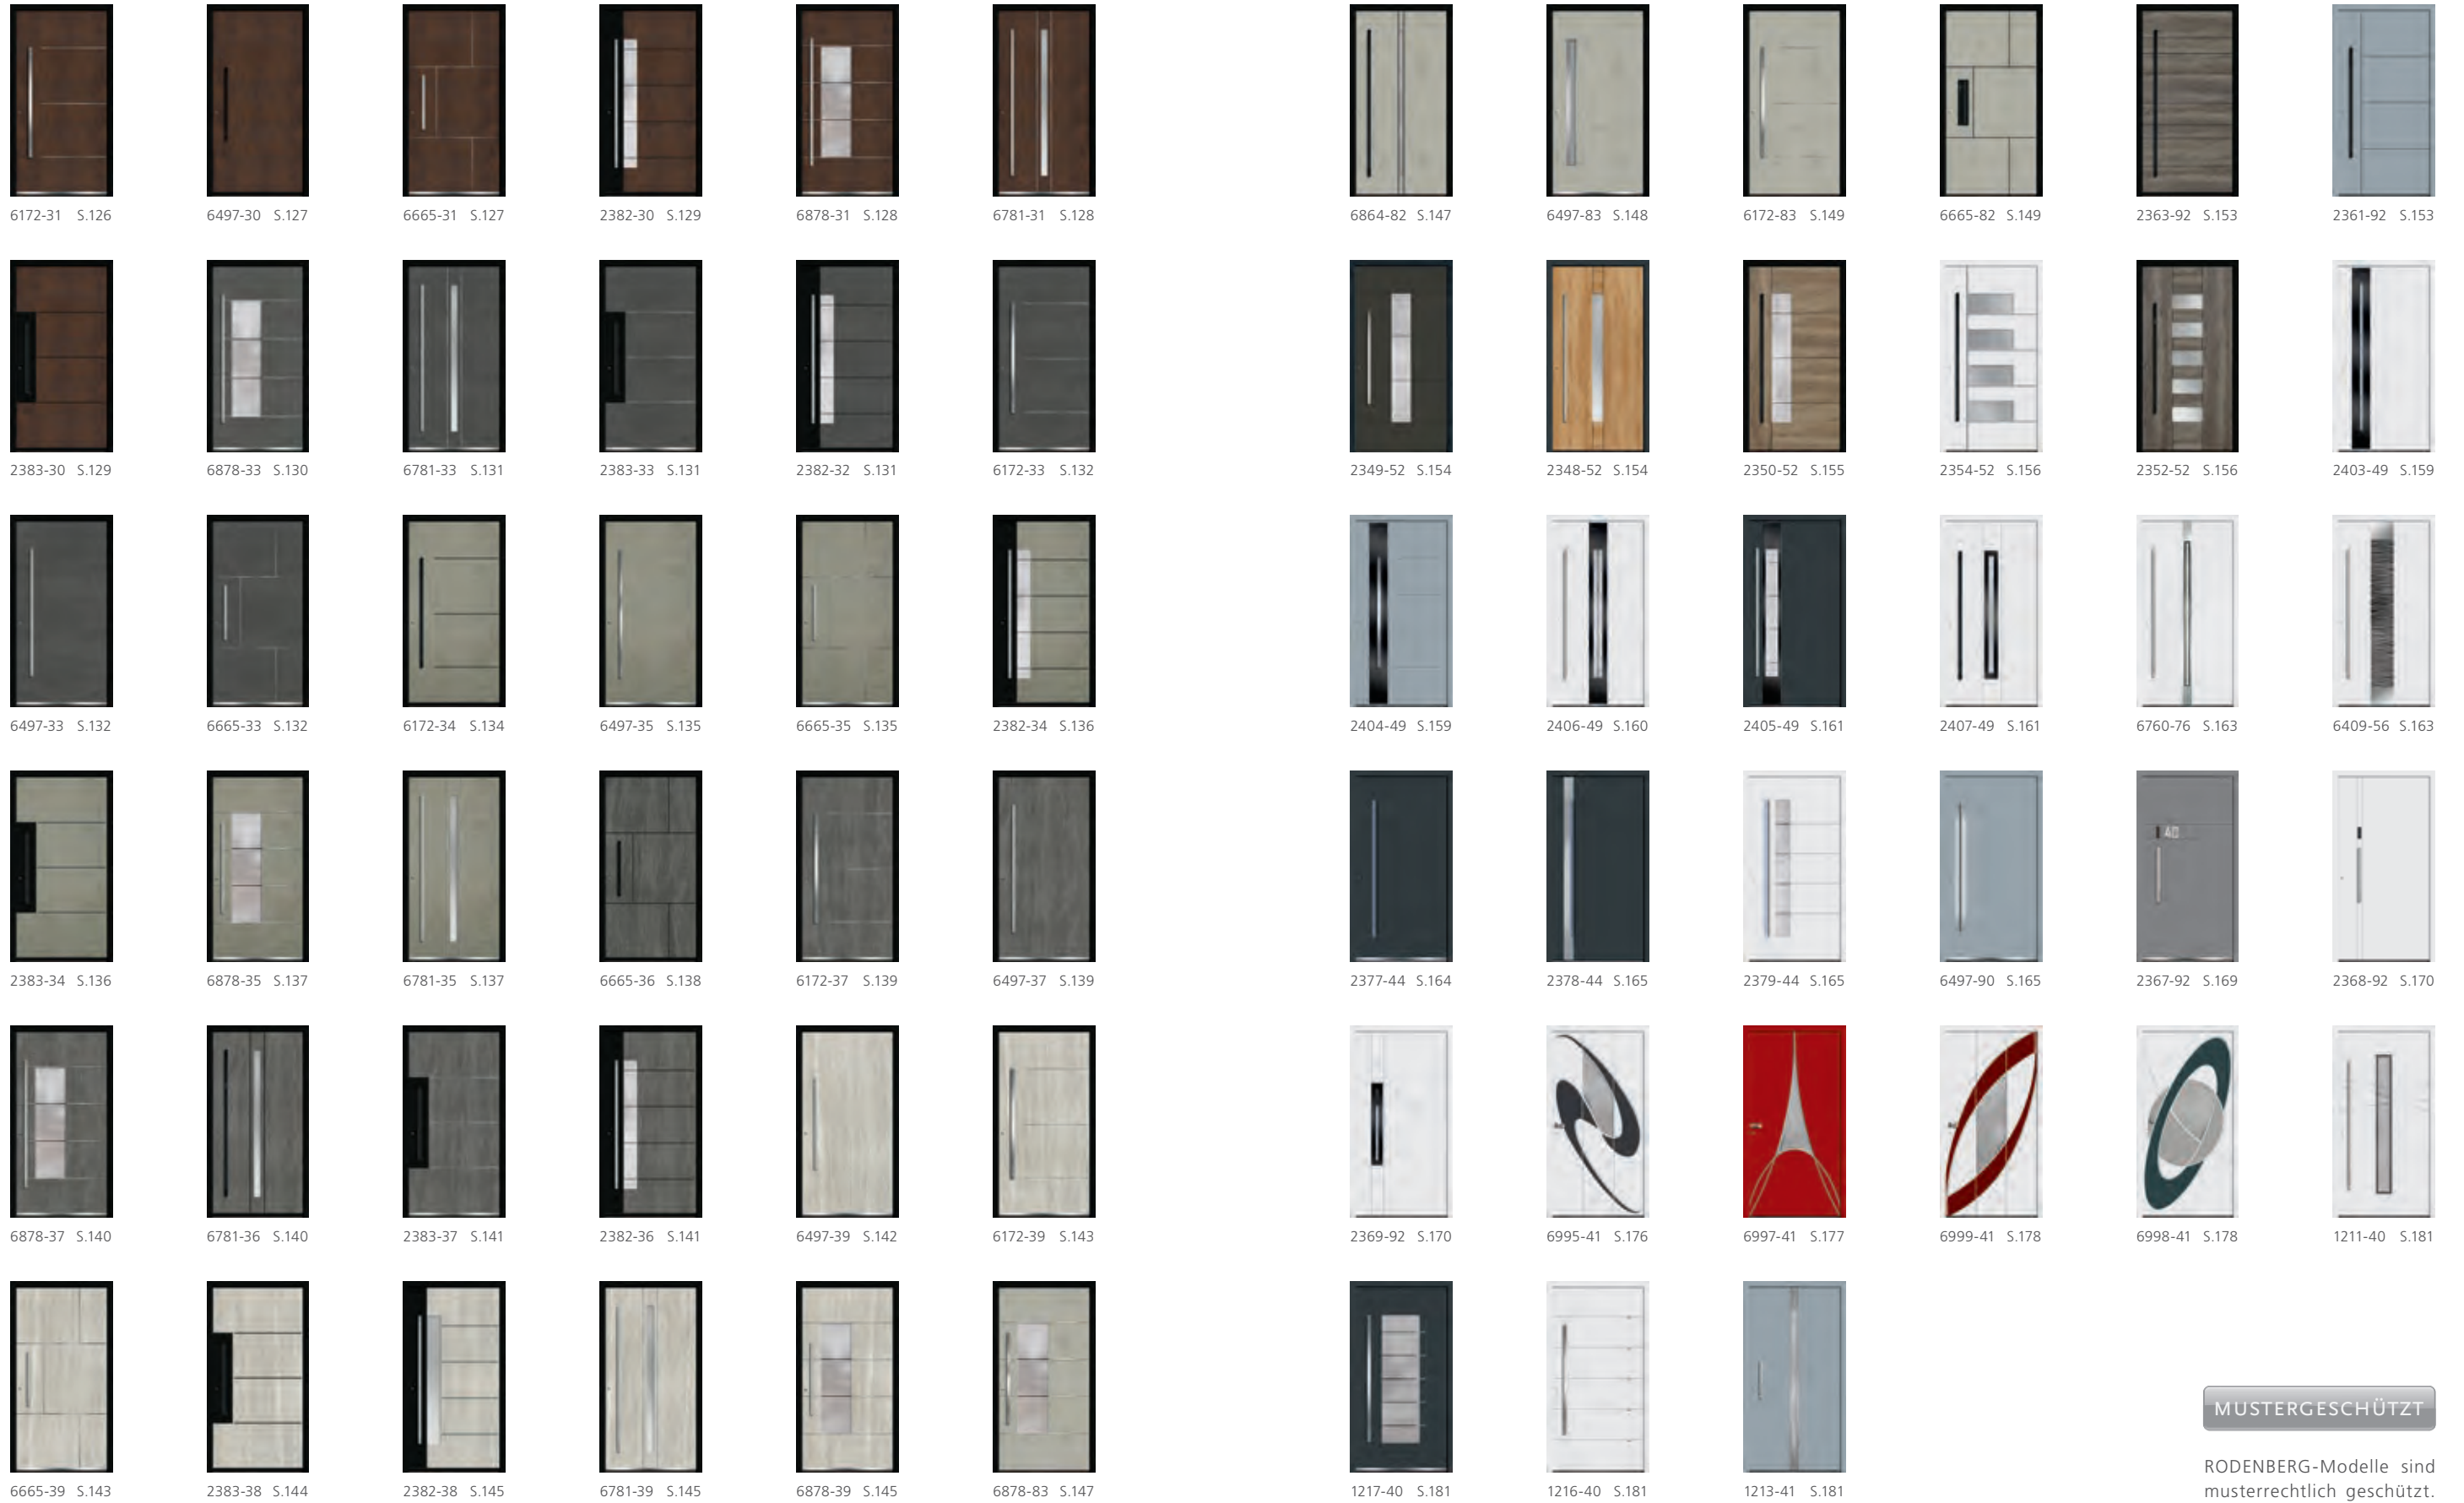 6172-31 S.126
6497-30 S.127
6665-31 S.127
2382-30 S.129
6878-31 S.128
6781-31 S.128
2383-30 S.129
6878-33 S.130
6781-33 S.131
2383-33 S.131
2382-32 S.131
6172-33 S.132
6497-33 S.132
6665-33 S.132
6172-34 S.134
6497-35 S.135
6665-35 S.135
2382-34 S.136
2383-34 S.136
6878-35 S.137
6781-35 S.137
6665-36 S.138
6172-37 S.139
6497-37 S.139
6878-37 S.140
6781-36 S.140
2383-37 S.141
2382-36 S.141
6497-39 S.142
6172-39 S.143
6665-39 S.143
2383-38 S.144
2382-38 S.145
6781-39 S.145
6878-39 S.145
6878-83 S.147
6864-82 S.147
6497-83 S.148
6172-83 S.149
6665-82 S.149
2363-92 S.153
2361-92 S.153
2349-52 S.154
2348-52 S.154
2350-52 S.155
2354-52 S.156
2352-52 S.156
2403-49 S.159
2404-49 S.159
2406-49 S.160
2405-49 S.161
2407-49 S.161
6760-76 S.163
6409-56 S.163
40
2377-44 S.164
2378-44 S.165
2379-44 S.165
6497-90 S.165
2367-92 S.169
2368-92 S.170
2369-92 S.170
6995-41 S.176
6997-41 S.177
6999-41 S.178
6998-41 S.178
1211-40 S.181
1217-40 S.181
1216-40 S.181
1213-41 S.181
MUSTERGESCHÜTZT
RODENBERG-Modelle sind
musterrechtlich geschützt.